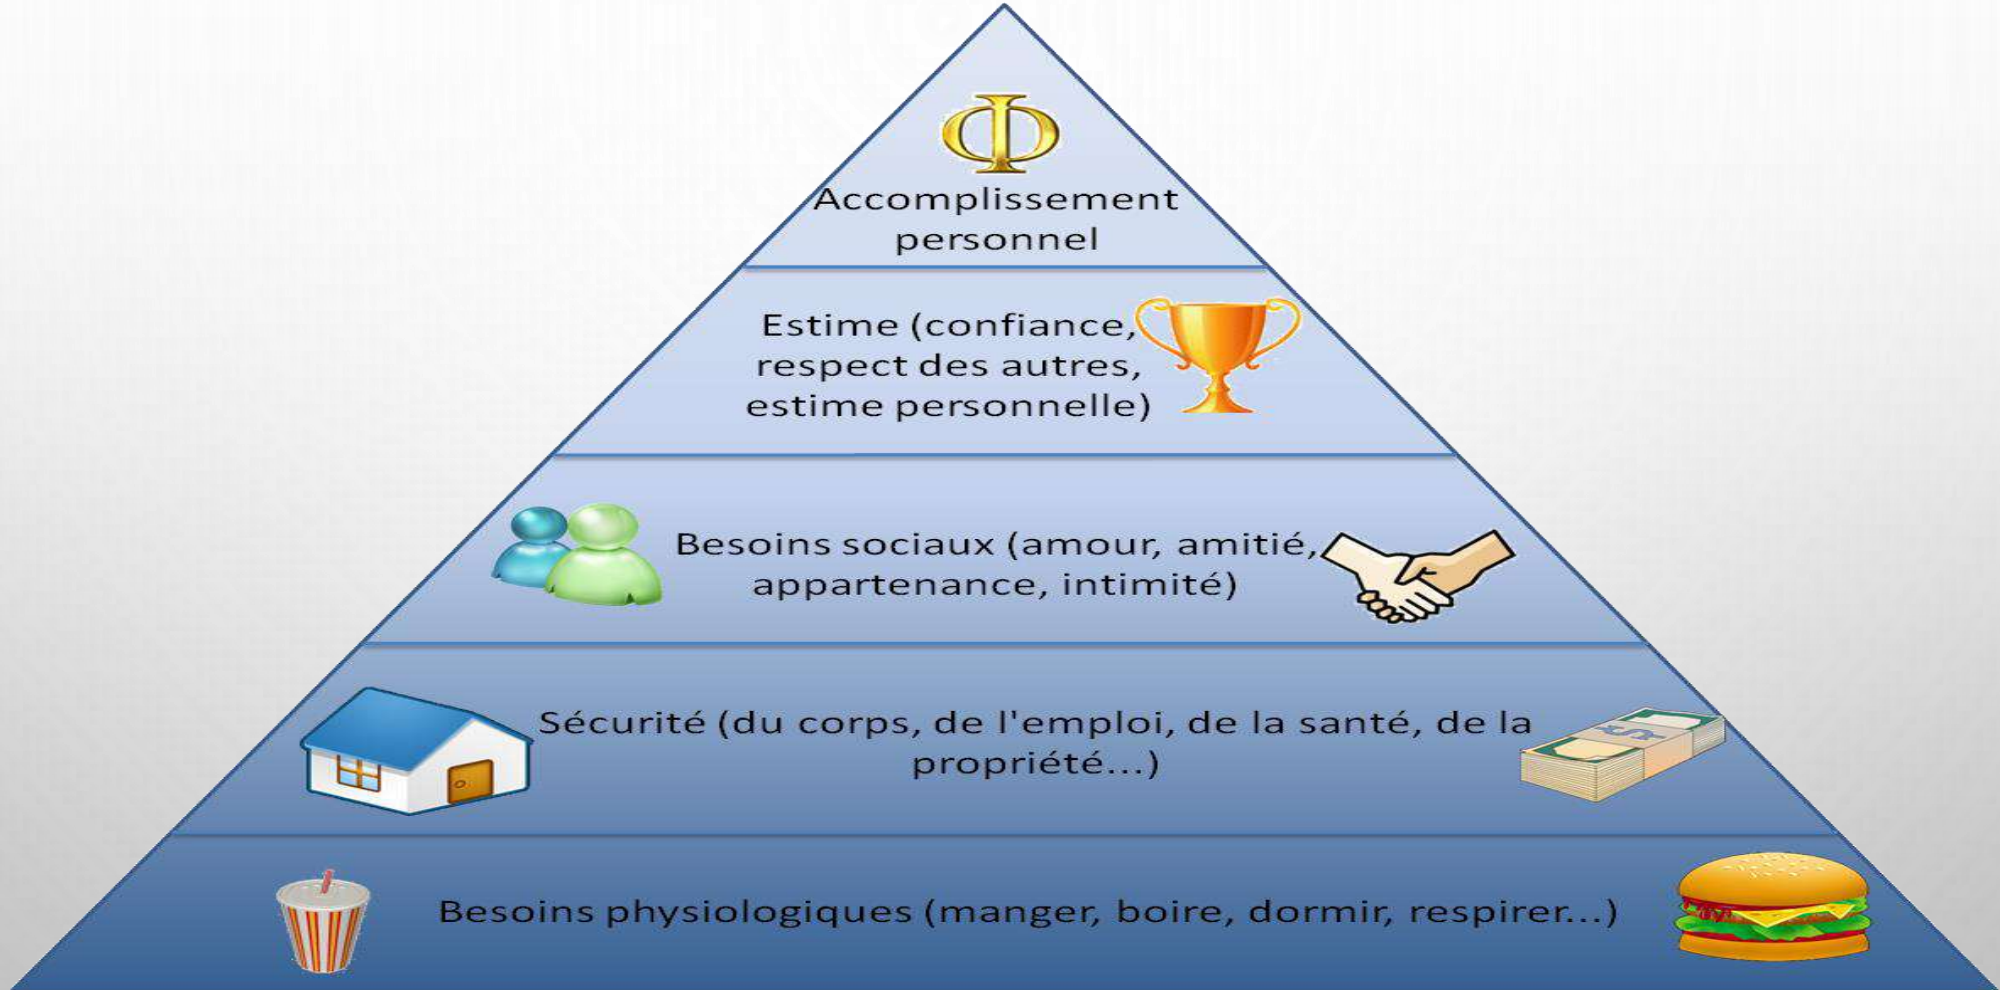 Φ
Accomplissement
personnel
Estime (confiance,
respect des autres,
estime personnelle)
Besoins sociaux (amour, amitié,
appartenance, intimité)
Sécurité (du corps, de l'emploi, de la santé, de la
propriété...)
Besoins physiologiques (manger, boire, dormir, respirer...)